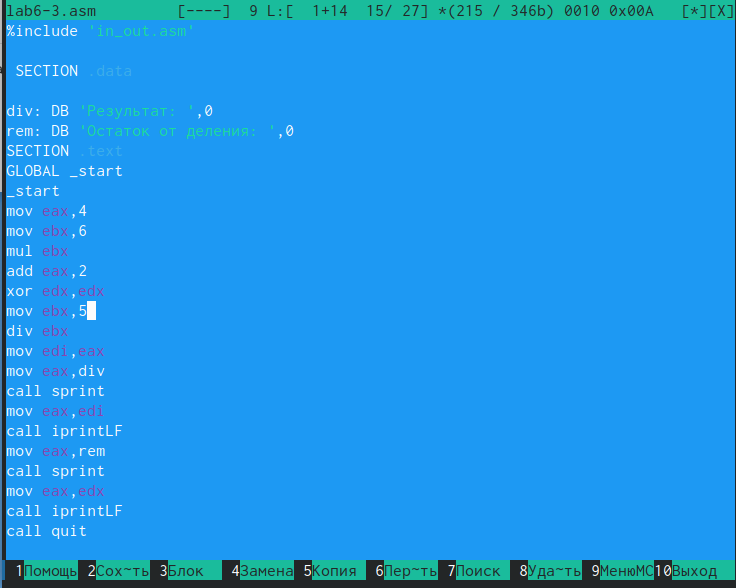 lab6-3.asm [----] 9 L:[ 1+14 15/ 27] *(215 / 346b) 0010 0x00A [*][X]
%include 'in_out.asm'
SECTION .data
div: DB 'Результат: ',0
rem: DB 'Остаток от деления: ',0
SECTION .text
GLOBAL _start
_start
mov eax,4
mov ebx,6
mul ebx
add eax,2
xor edx,edx
mov ebx,5
div ebx
mov edi,eax
mov eax,div
call sprint
mov eax,edi
call iprintLF
mov eax,rem
call sprint
mov eax,edx
call iprintLF
call quit
1Помощь 2Сох~ть 3Блок 4Замена 5Копия 6Пер~ть 7Поиск 8Уда~ть 9МенюMC 10Выход